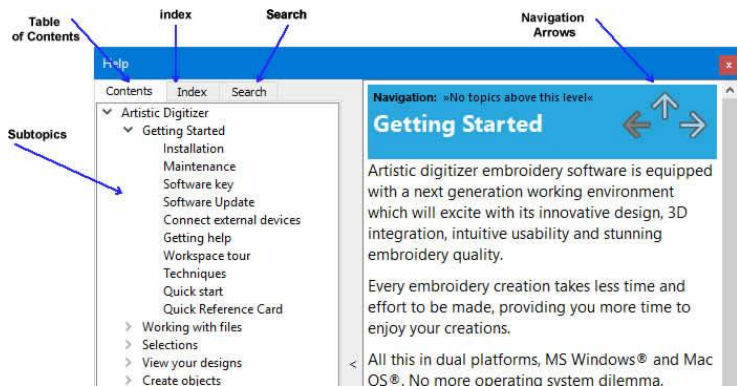 Table
of Contents
index
Search
Navigation
Arrows
Help
x
Contents Index Search
Artistic Digitizer
Getting Started
Installation
Maintenance
Software key
Software Update
Connect external devices
Getting help
Workspace tour
Techniques
Quick start
Quick Reference Card
Working with files
Selections
View your designs
Create objects
Subtopics
<
Navigation: »No topics above this level«
Getting Started
Artistic digitizer embroidery software is equipped
with a next generation working environment
which will excite with its innovative design, 3D
integration, intuitive usability and stunning
embroidery quality.
Every embroidery creation takes less time and
effort to be made, providing you more time to
enjoy your creations.
All this in dual platforms, MS Windows® and Mac
OS®. No more operating system dilemma.